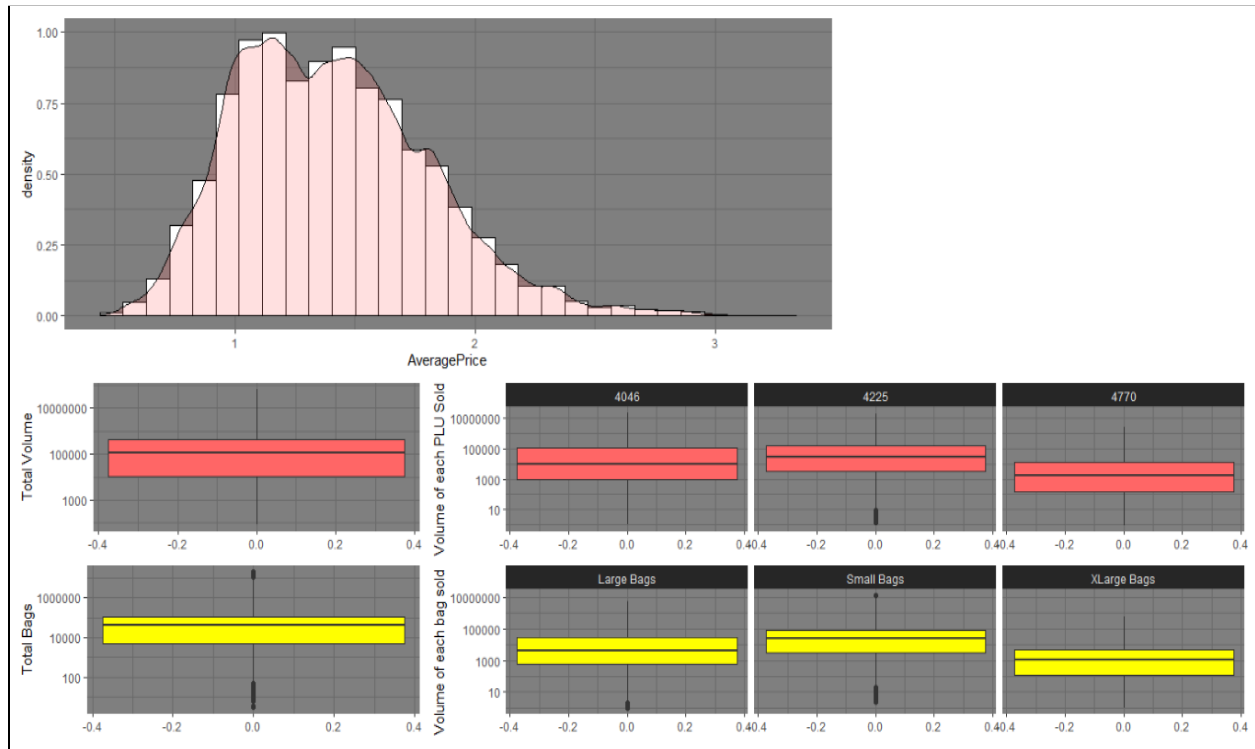 1.00
0.75
0.50
0.25
0.00
density
1 2 3
AveragePrice
Total Volume
10000000
100000
1000
-0.4 -0.2 0.0 0.2 0.4
Volume of each PLU Sold
4046 4225 4770
10000000
100000
1000
10
-0.4 -0.2 0.0 0.2 0.4 -0.4 -0.2 0.0 0.2 0.4 -0.4 -0.2 0.0 0.2 0.4
Total Bags
1000000
10000
100
-0.4 -0.2 0.0 0.2 0.4
Volume of each bag sold
Large Bags Small Bags XLarge Bags
10000000
100000
1000
10
-0.4 -0.2 0.0 0.2 0.4 -0.4 -0.2 0.0 0.2 0.4 -0.4 -0.2 0.0 0.2 0.4